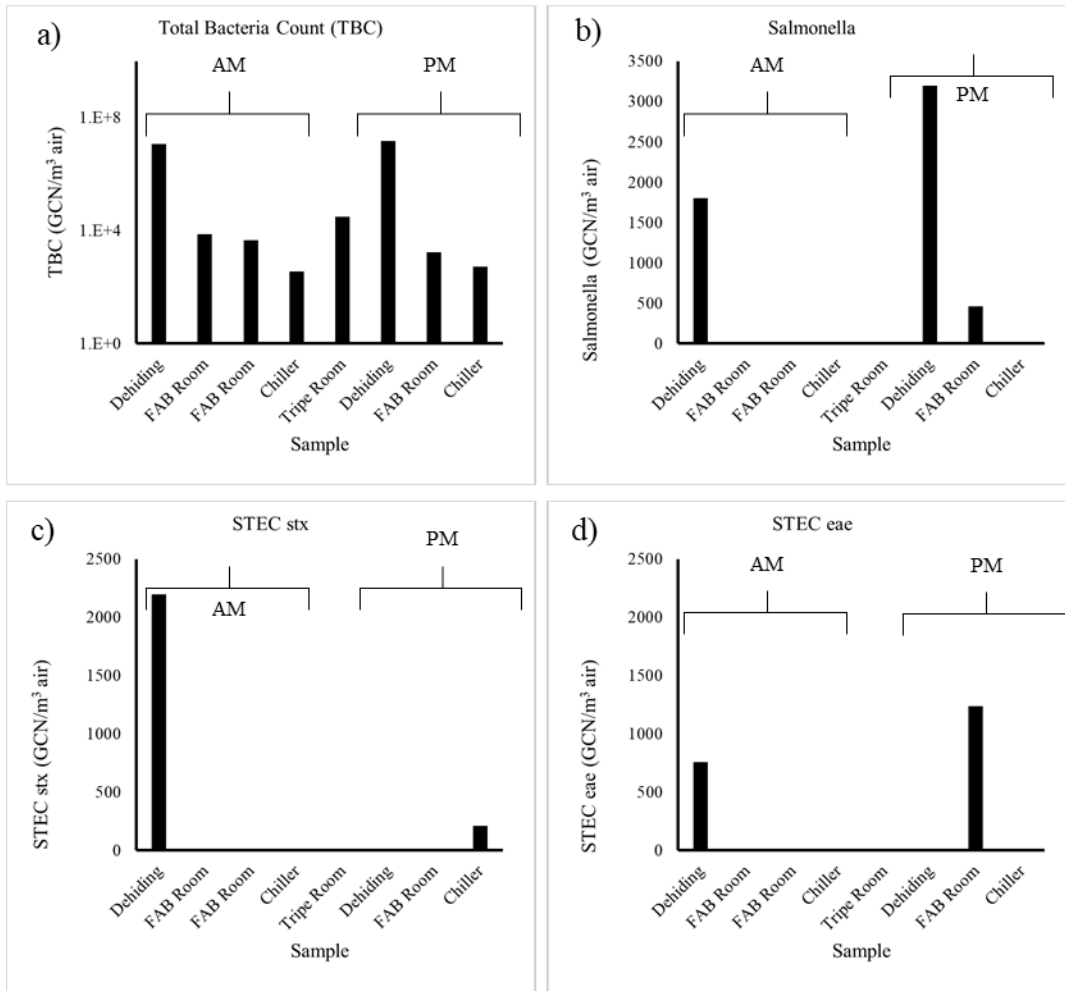 a)
Total Bacteria Count (TBC)
AM
PM
TBC (GCN/m³ air)
1.E+8
1.E+4
1.E+0
Dehiding
FAB Room
FAB Room
Chiller
Tripe Room
Dehiding
FAB Room
Chiller
Sample
b)
Salmonella
AM
PM
Salmonella (GCN/m³ air)
3500
3000
2500
2000
1500
1000
500
0
Dehiding
FAB Room
FAB Room
Chiller
Tripe Room
Dehiding
FAB Room
Chiller
Sample
c)
STEC stx
PM
AM
STEC stx (GCN/m³ air)
2500
2000
1500
1000
500
0
Dehiding
FAB Room
FAB Room
Chiller
Tripe Room
Dehiding
FAB Room
Chiller
Sample
d)
STEC eae
AM
PM
STEC eae (GCN/m³ air)
2500
2000
1500
1000
500
0
Dehiding
FAB Room
FAB Room
Chiller
Tripe Room
Dehiding
FAB Room
Chiller
Sample